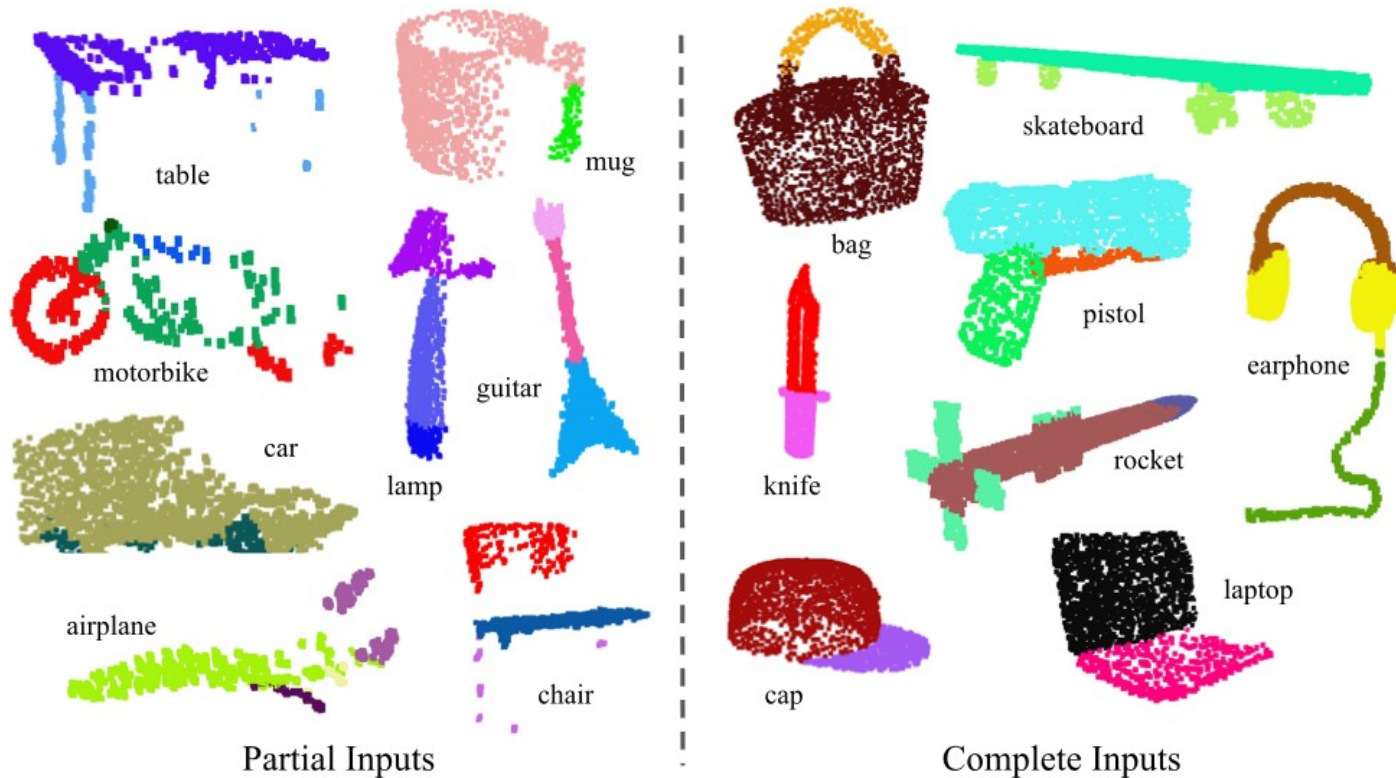 table
mug
motorbike
guitar
car
lamp
airplane
chair
Partial Inputs
skateboard
bag
pistol
earphone
knife
rocket
laptop
cap
Complete Inputs